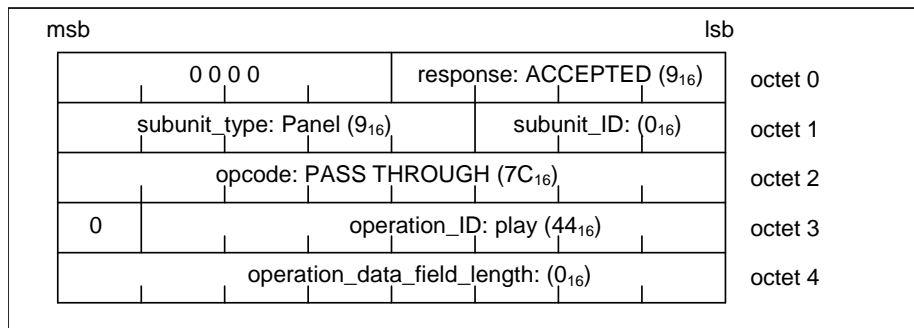 msb lsb
0 0 0 0 response: ACCEPTED (9₁₆) octet 0
subunit_type: Panel (9₁₆) subunit_ID: (0₁₆) octet 1
opcode: PASS THROUGH (7C₁₆) octet 2
0 operation_ID: play (44₁₆) octet 3
operation_data_field_length: (0₁₆) octet 4